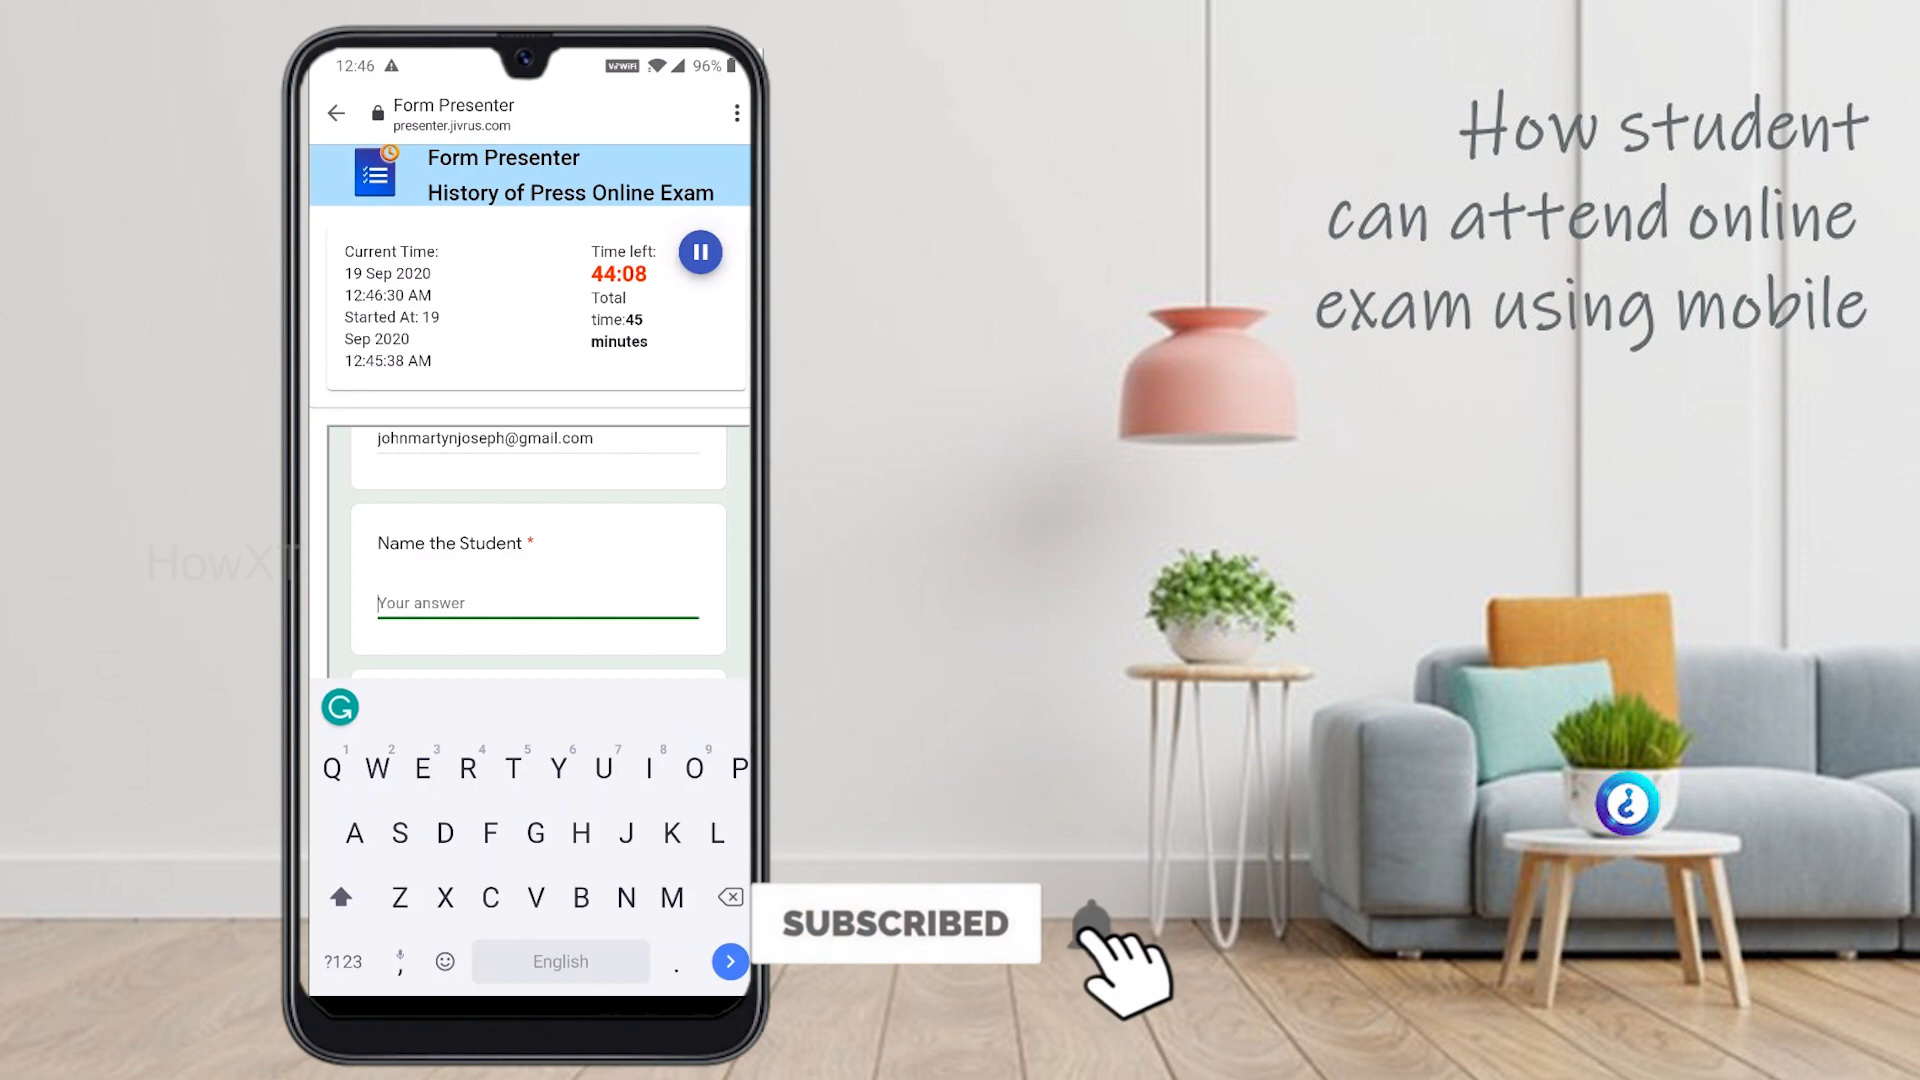 12:46
VoWiFi
96%
Form Presenter
presenter.jivrus.com
Form Presenter
History of Press Online Exam
Current Time:
19 Sep 2020
12:46:30 AM
Started At: 19
Sep 2020
12:45:38 AM
Time left:
44:08
Total
time:45
minutes
johnmartynjoseph@gmail.com
Name the Student *
Your answer
1 2 3 4 5 6 7 8 9
Q W E R T Y U I O P
A S D F G H J K L
Z X C V B N M
?123 , English .
How student
can attend online
exam using mobile
SUBSCRIBED